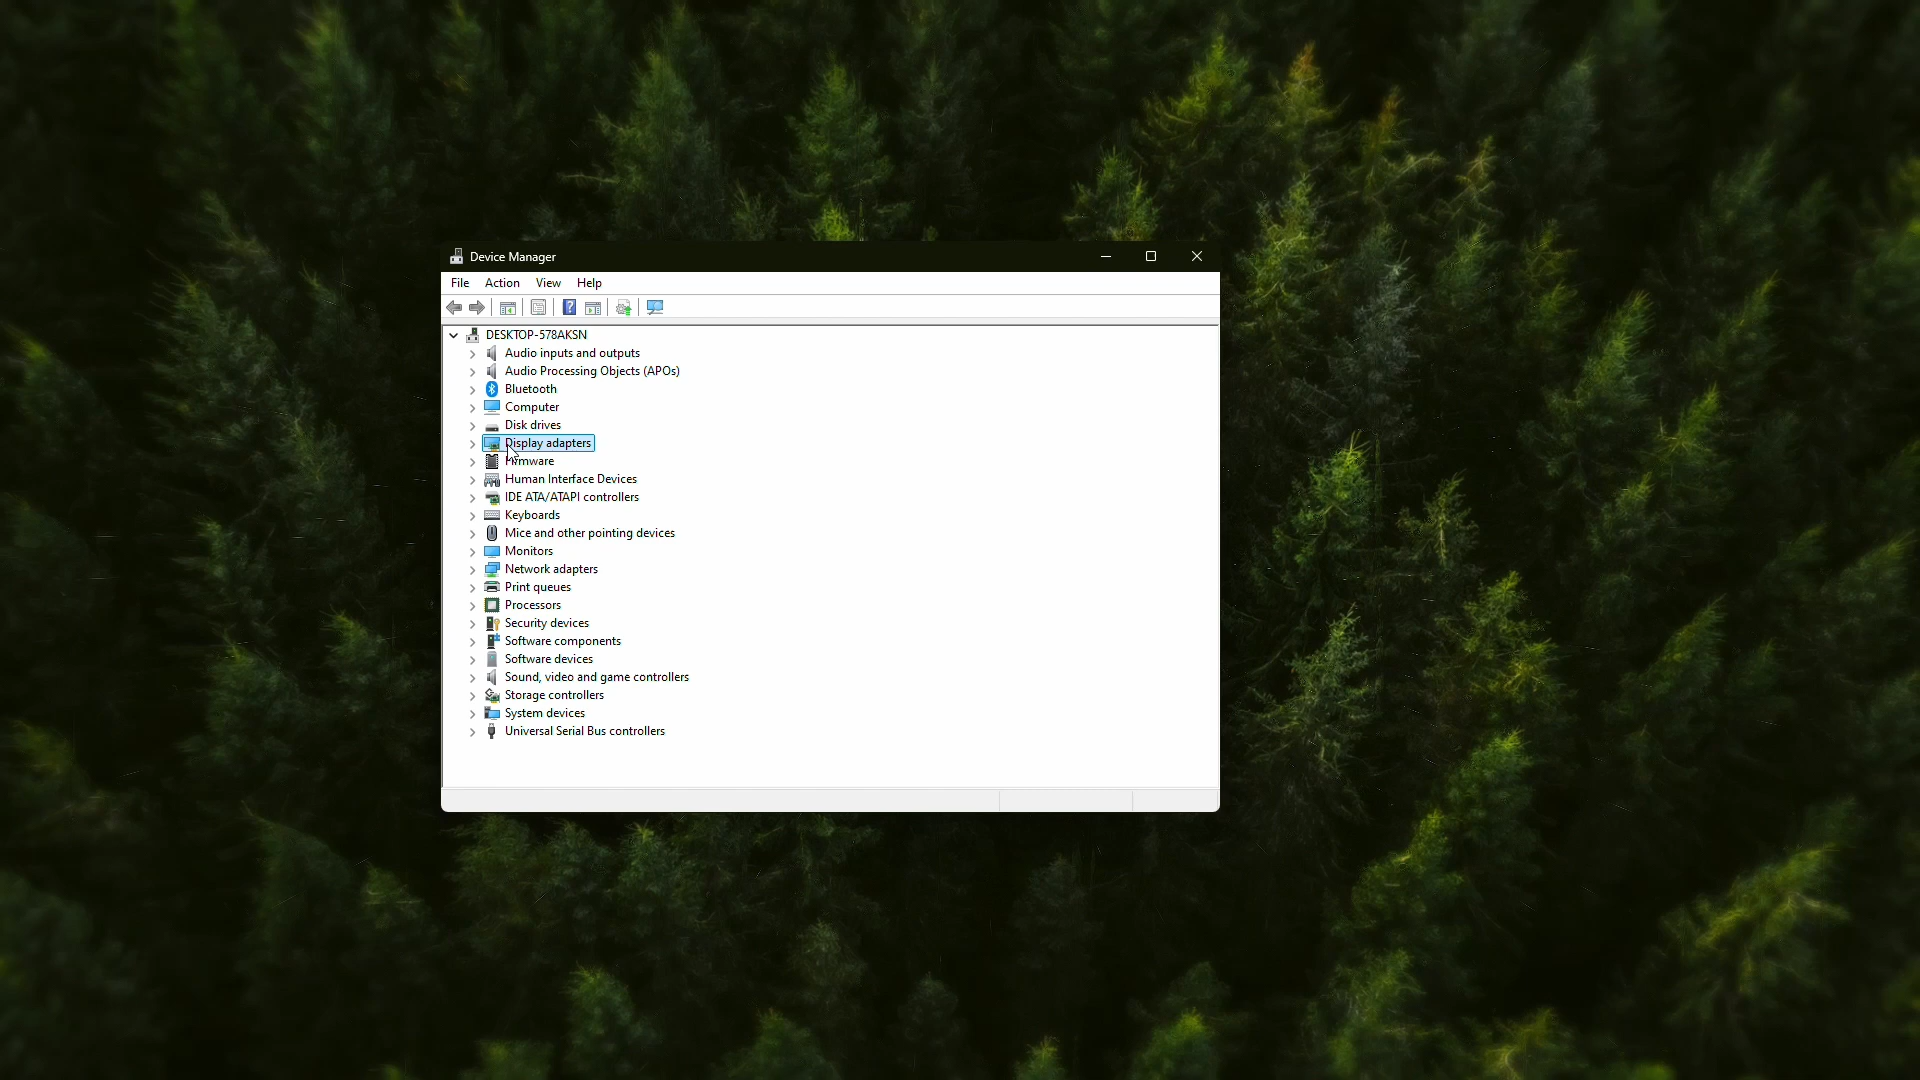 Device Manager
File Action View Help
DESKTOP-578AKSN
Audio inputs and outputs
Audio Processing Objects (APOs)
Bluetooth
Computer
Disk drives
Display adapters
Firmware
Human Interface Devices
IDE ATA/ATAPI controllers
Keyboards
Mice and other pointing devices
Monitors
Network adapters
Print queues
Processors
Security devices
Software components
Software devices
Sound, video and game controllers
Storage controllers
System devices
Universal Serial Bus controllers